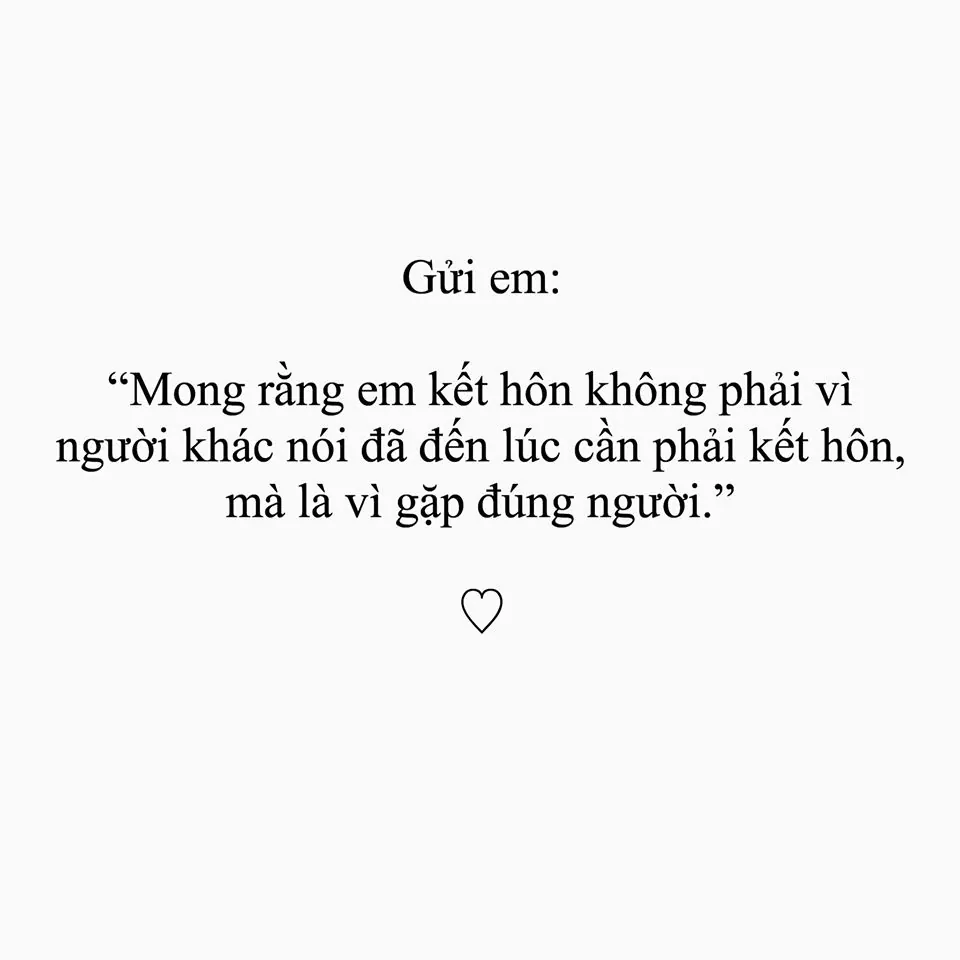 Gửi em:
“Mong rằng em kết hôn không phải vì
người khác nói đã đến lúc cần phải kết hôn,
mà là vì gặp đúng người.”
♡